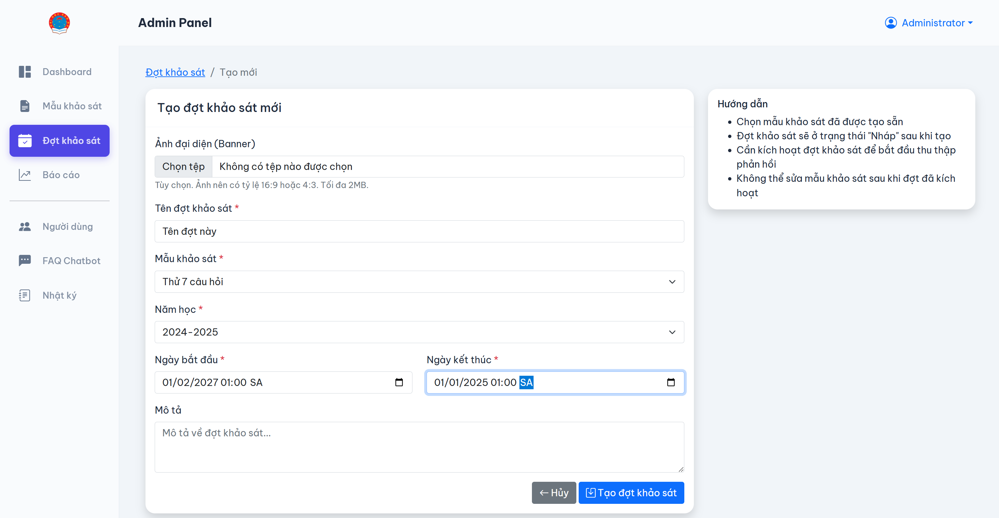 Admin Panel
Administrator
Dashboard
Mẫu khảo sát
Đợt khảo sát
Báo cáo
Người dùng
FAQ Chatbot
Nhật ký
Đợt khảo sát / Tạo mới
Tạo đợt khảo sát mới
Ảnh đại diện (Banner)
Chọn tệp Không có tệp nào được chọn
Tùy chọn. Ảnh nên có tỷ lệ 16:9 hoặc 4:3. Tối đa 2MB.
Tên đợt khảo sát *
Tên đợt này
Mẫu khảo sát *
Thử 7 câu hỏi
Năm học *
2024-2025
Ngày bắt đầu *
01/02/2027 01:00 SA
Ngày kết thúc *
01/01/2025 01:00 SA
Mô tả
Mô tả về đợt khảo sát...
Hủy
Tạo đợt khảo sát
Hướng dẫn
Chọn mẫu khảo sát đã được tạo sẵn
Đợt khảo sát sẽ ở trạng thái "Nháp" sau khi tạo
Cần kích hoạt đợt khảo sát để bắt đầu thu thập
phản hồi
Không thể sửa mẫu khảo sát sau khi đợt đã kích
hoạt